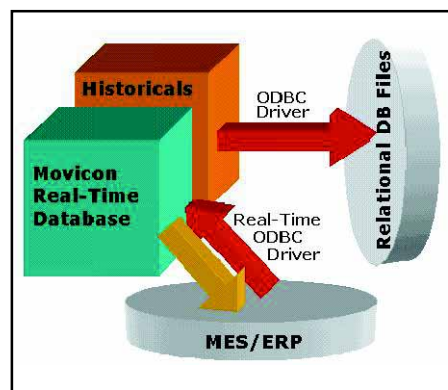 Historicals
ODBC
Driver
Relational DB Files
Movicon
Real-Time
Database
Real-Time
ODBC
Driver
MES/ERP